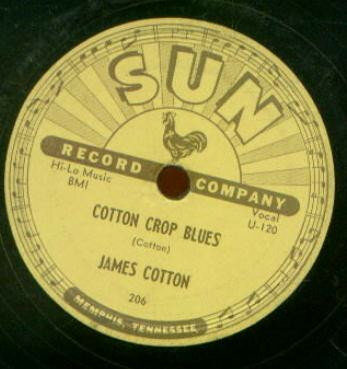 SUN
RECORD COMPANY
Hi-Lo Music
BMI
Vocal
U-120
COTTON CROP BLUES
(Cotton)
JAMES COTTON
206
MEMPHIS, TENNESSEE